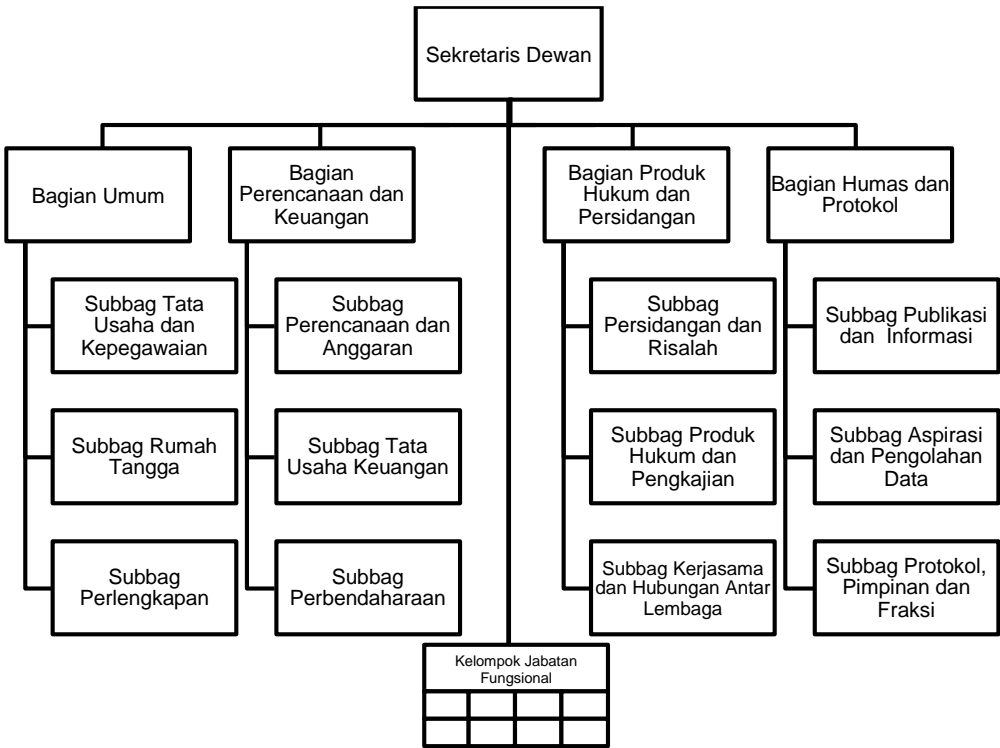 Sekretaris Dewan
Bagian Umum
Bagian
Perencanaan dan
Keuangan
Bagian Produk
Hukum dan
Persidangan
Bagian Humas dan
Protokol
Subbag Tata
Usaha dan
Kepegawaian
Subbag
Perencanaan dan
Anggaran
Subbag
Persidangan dan
Risalah
Subbag Publikasi
dan Informasi
Subbag Rumah
Tangga
Subbag Tata
Usaha Keuangan
Subbag Produk
Hukum dan
Pengkajian
Subbag Aspirasi
dan Pengolahan
Data
Subbag
Perlengkapan
Subbag
Perbendaharaan
Subbag Kerjasama
dan Hubungan Antar
Lembaga
Subbag Protokol,
Pimpinan dan
Fraksi
Kelompok Jabatan
Fungsional